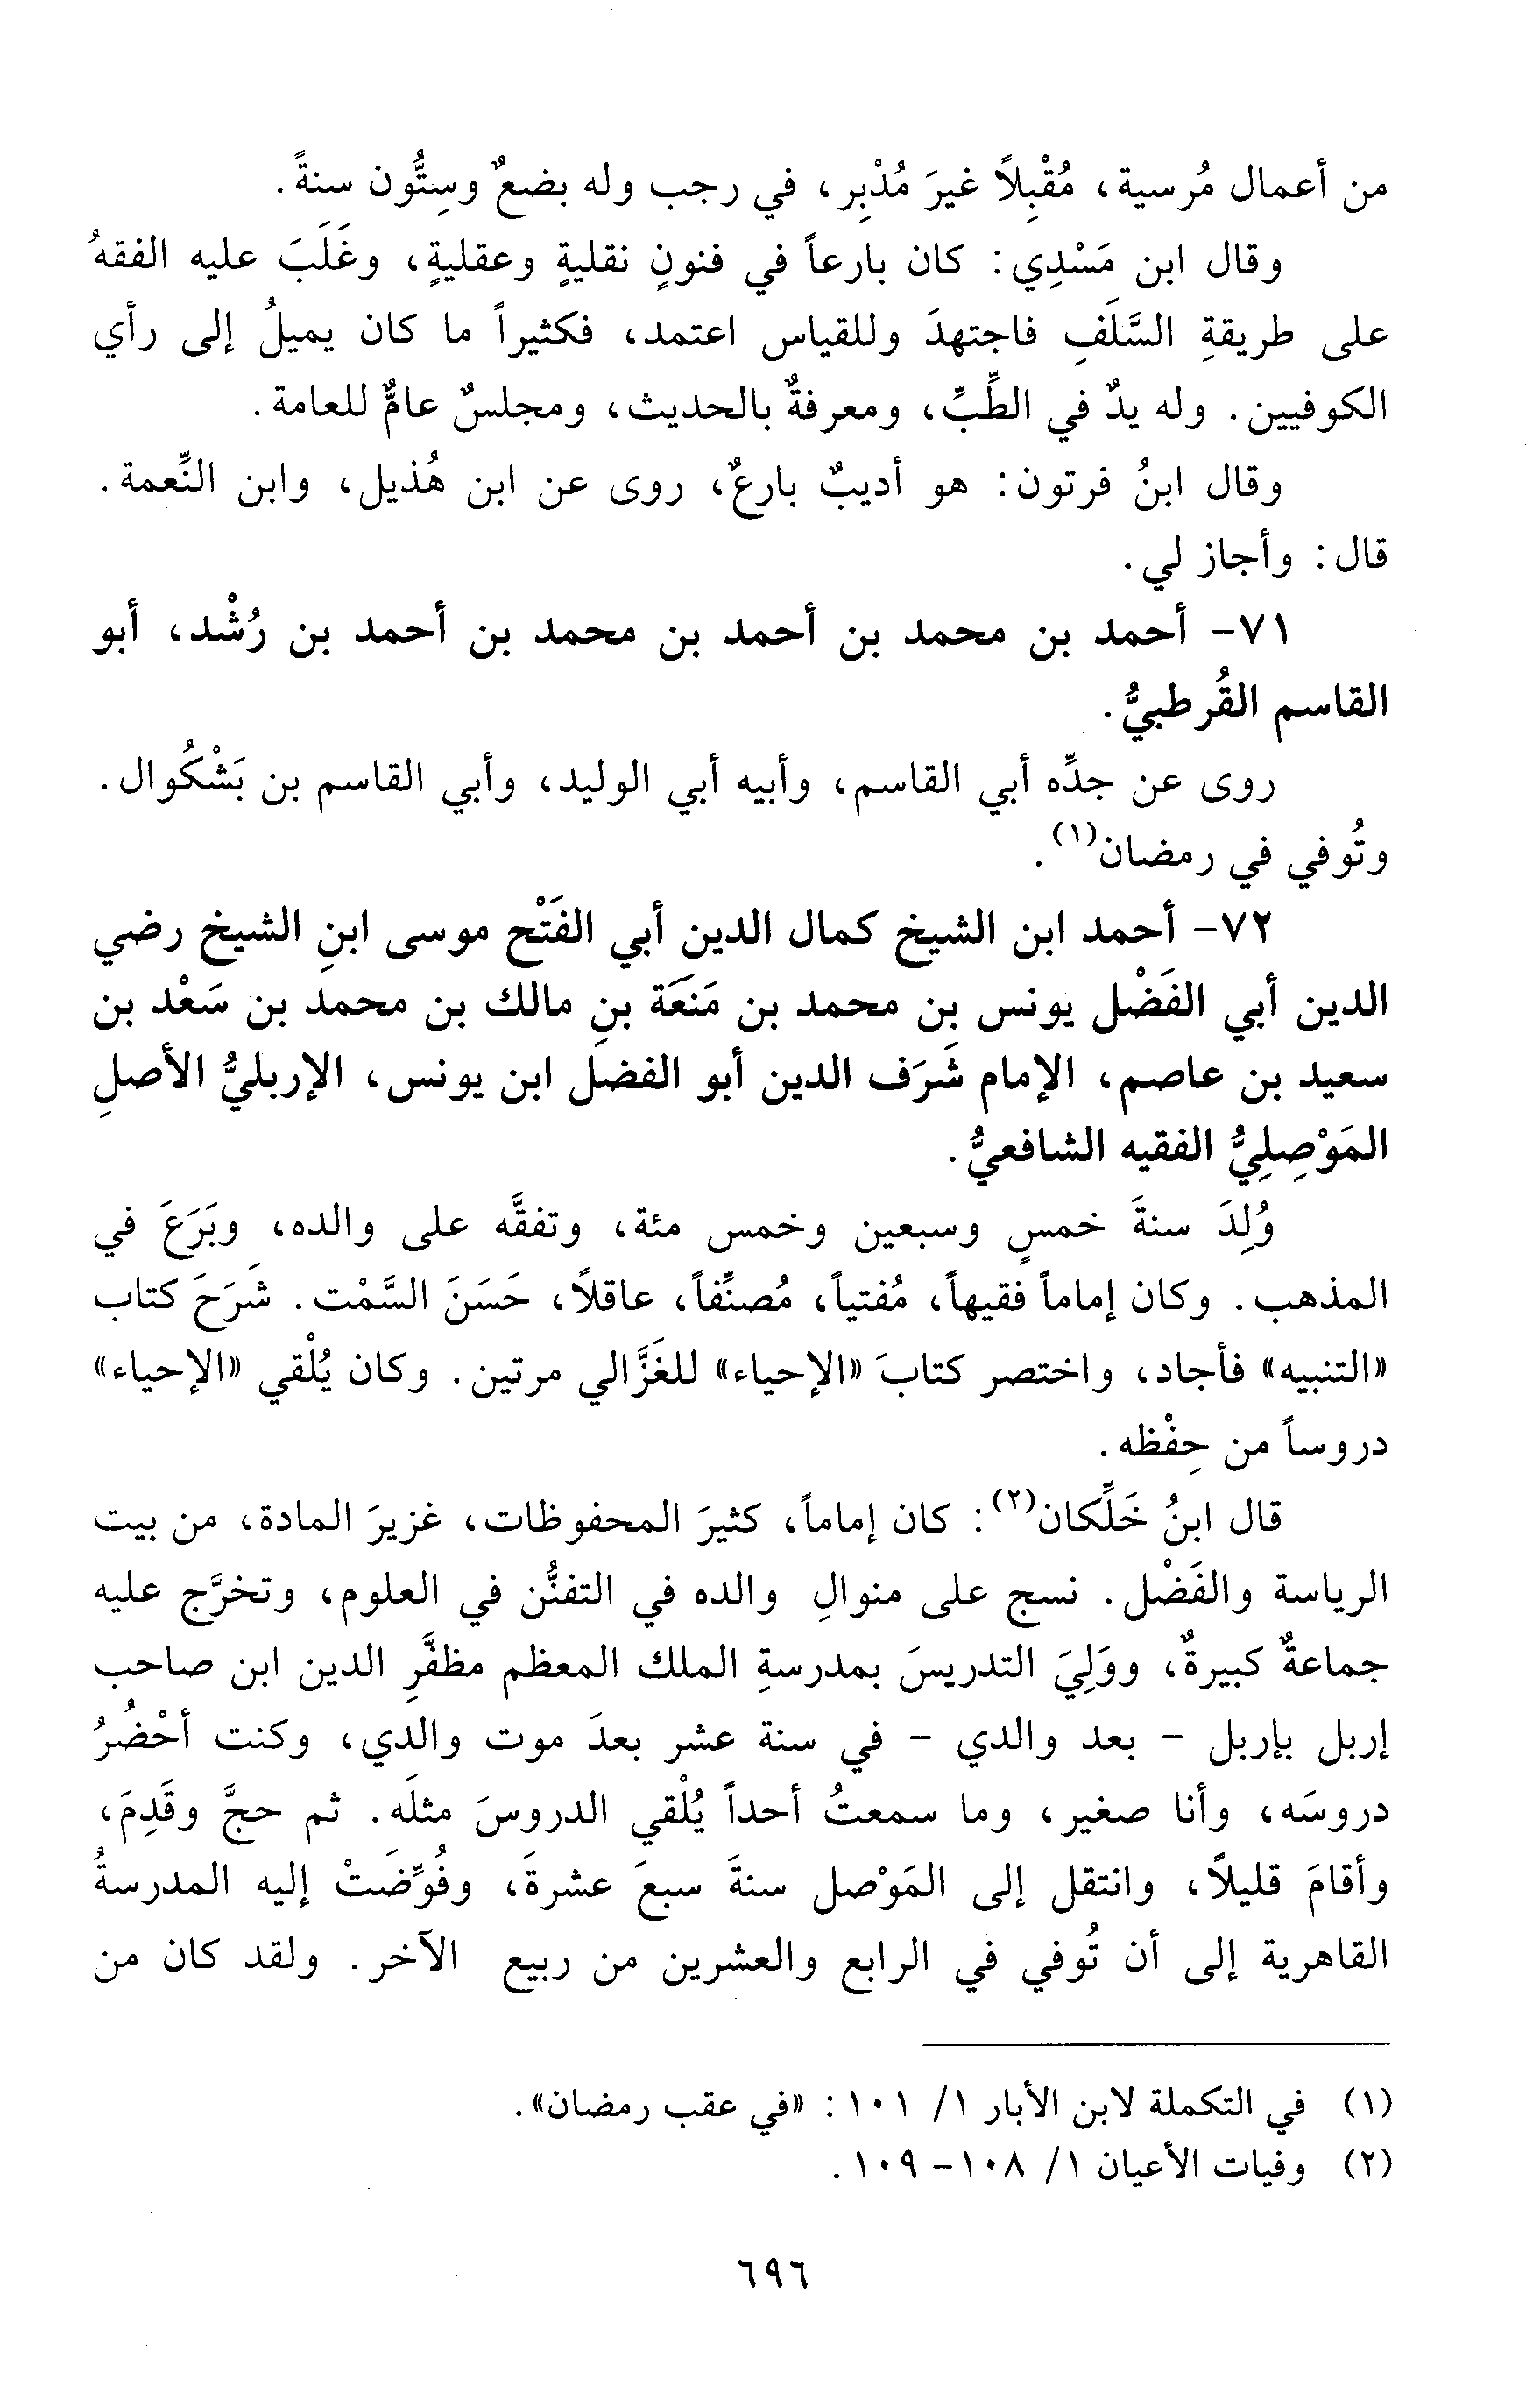 من أعمال مُرسية، مُقْبِلاً غيرَ مُدْبِر، في رجب وله بضعٌ وسِتُّون سنةً.
وقال ابن مَسْدِي: كان بارعاً في فنونٍ نقليةٍ وعقليةٍ، وغَلَبَ عليه الفقهُ
على طريقةِ السَّلَفِ فاجتهدَ وللقياس اعتمد، فكثيراً ما كان يميلُ إلى رأي
الكوفيين. وله يدٌ في الطِّبِّ، ومعرفةٌ بالحديث، ومجلسٌ عامٌّ للعامة.
وقال ابنُ فرتون: هو أديبٌ بارعٌ، روى عن ابن هُذيل، وابن النِّعمة.
قال: وأجاز لي.
٧١- أحمد بن محمد بن أحمد بن محمد بن أحمد بن رُشْد، أبو
القاسم القُرطبيُّ.
روى عن جدِّه أبي القاسم، وأبيه أبي الوليد، وأبي القاسم بن بَشْكُوال.
وتُوفي في رمضان(١).
٧٢- أحمد ابن الشيخ كمال الدين أبي الفَتْح موسى ابنِ الشيخ رضي
الدين أبي الفَضْل يونس بن محمد بن مَنَعَة بنِ مالك بن محمد بن سَعْد بن
سعيد بن عاصم، الإمام شَرَف الدين أبو الفضل ابن يونس، الإربليُّ الأصلِ
المَوْصِلِيُّ الفقيه الشافعيُّ.
وُلِدَ سنةَ خمسٍ وسبعين وخمس مئة، وتفقَّه على والده، وبَرَعَ في
المذهب. وكان إماماً فقيهاً، مُفتياً، مُصنِّفاً، عاقلاً، حَسَنَ السَّمْت. شَرَحَ كتاب
«التنبيه» فأجاد، واختصر كتابَ «الإحياء» للغَزَّالي مرتين. وكان يُلْقي «الإحياء»
دروساً من حِفْظه.
قال ابنُ خَلِّكان(٢): كان إماماً، كثيرَ المحفوظات، غزيرَ المادة، من بيت
الرياسة والفَضْل. نسج على منوالِ والده في التفنُّن في العلوم، وتخرَّج عليه
جماعةٌ كبيرةٌ، ووَلِيَ التدريسَ بمدرسةِ الملك المعظم مظفَّرِ الدين ابن صاحب
إربل بإربل - بعد والدي - في سنة عشر بعدَ موت والدي، وكنت أحْضُرُ
دروسَه، وأنا صغير، وما سمعتُ أحداً يُلْقي الدروسَ مثلَه. ثم حجَّ وقَدِمَ،
وأقامَ قليلاً، وانتقل إلى المَوْصل سنةَ سبعَ عشرةَ، وفُوِّضَتْ إليه المدرسةُ
القاهرية إلى أن تُوفي في الرابع والعشرين من ربيع الآخر. ولقد كان من
(١) في التكملة لابن الأبار ١/ ١٠١: «في عقب رمضان».
(٢) وفيات الأعيان ١/ ١٠٨- ١٠٩.
٦٩٦